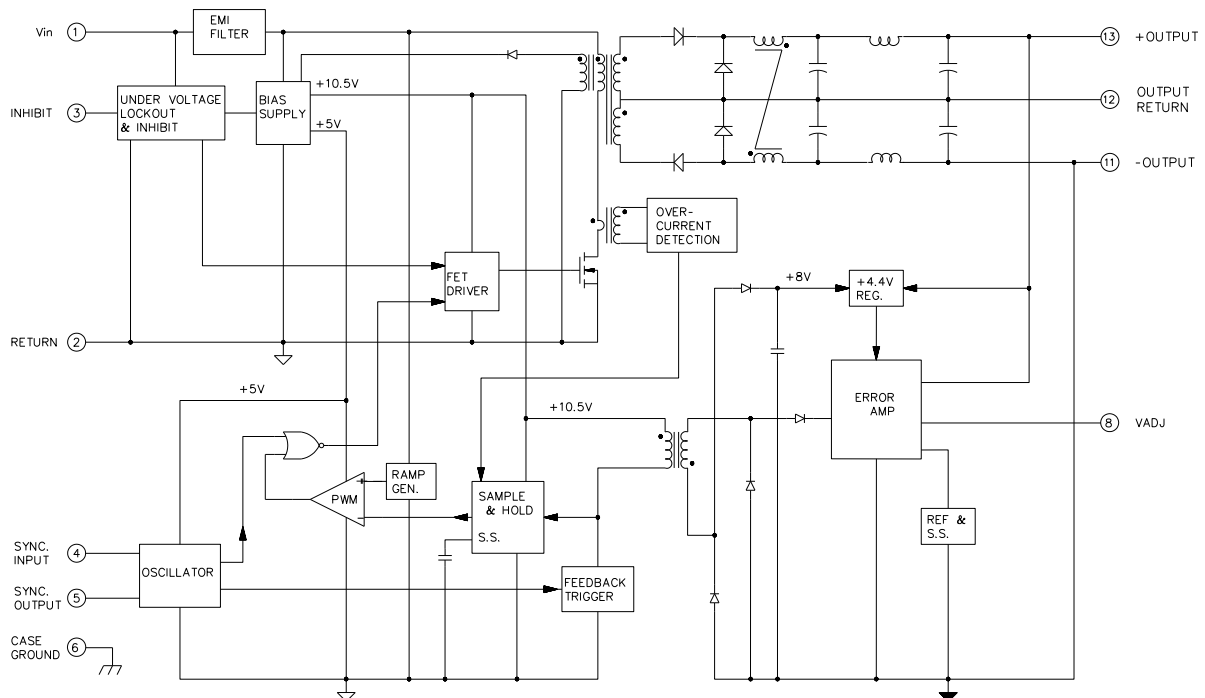 EMI
FILTER
Vin
1
13
+OUTPUT
+10.5V
UNDER VOLTAGE
LOCKOUT
& INHIBIT
BIAS
SUPPLY
12
OUTPUT
RETURN
INHIBIT
3
+5V
11
-OUTPUT
OVER-
CURRENT
DETECTION
FET
DRIVER
+8V
+4.4V
REG.
RETURN
2
+5V
+10.5V
ERROR
AMP
8
VADJ
RAMP
GEN.
PWM
+
-
SAMPLE
& HOLD
S.S.
REF &
S.S.
SYNC.
INPUT
4
OSCILLATOR
FEEDBACK
TRIGGER
SYNC.
OUTPUT
5
CASE
GROUND
6